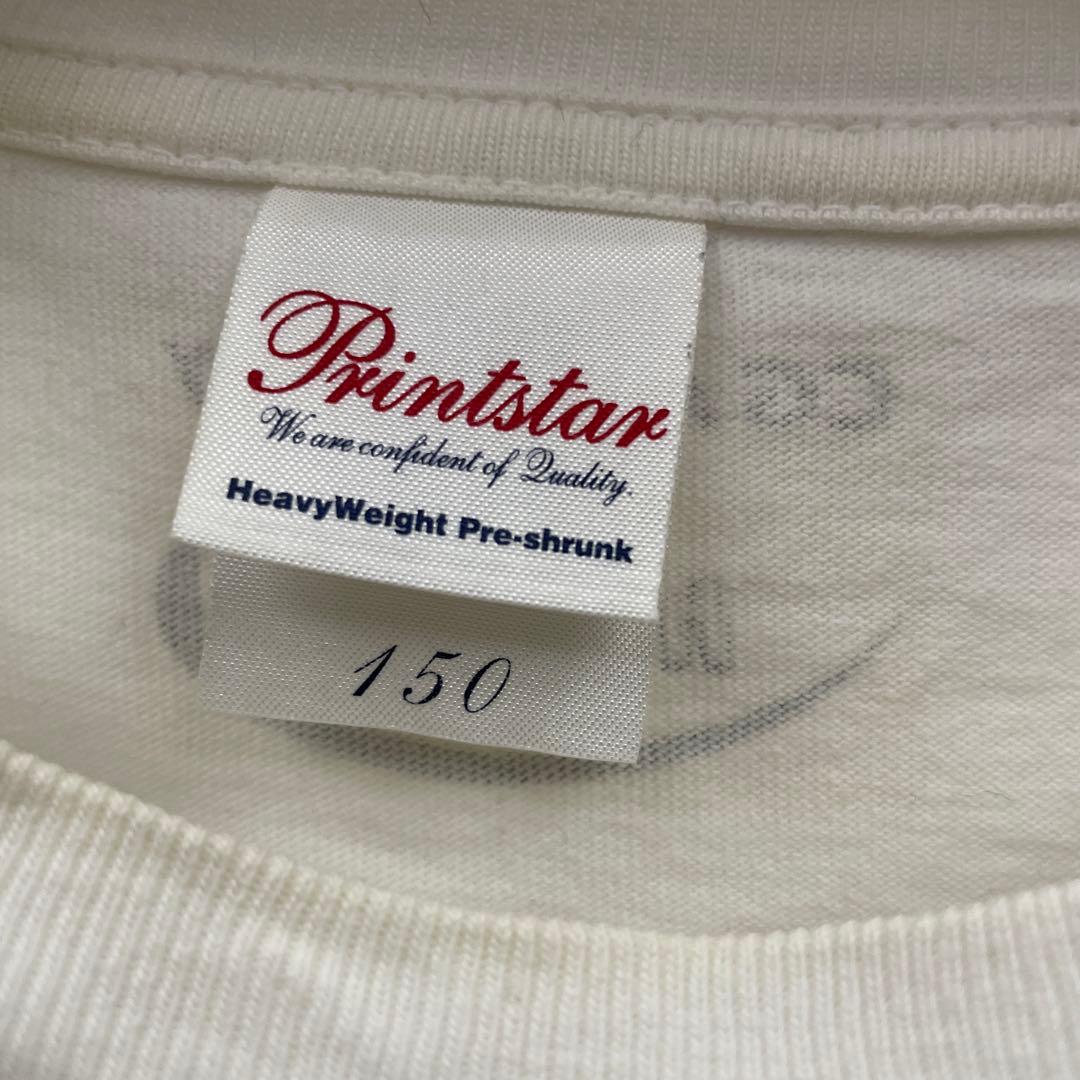 Printstar
We are confident of Quality.
HeavyWeight Pre-shrunk
150